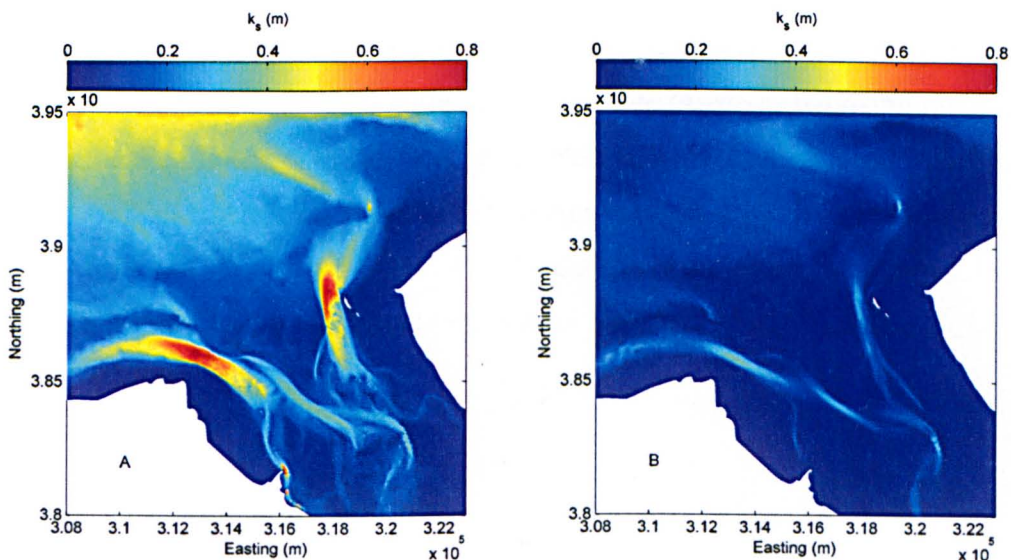 k_s (m)
0 0.2 0.4 0.6 0.8
x 10
3.95
3.9
3.85
3.8
Northing (m)
A
3.08 3.1 3.12 3.14 3.16 3.18 3.2 3.22
Easting (m)
x 10^5
k_s (m)
0 0.2 0.4 0.6 0.8
x 10
3.95
3.9
3.85
3.8
Northing (m)
B
3.08 3.1 3.12 3.14 3.16 3.18 3.2 3.22
Easting (m)
x 10^5